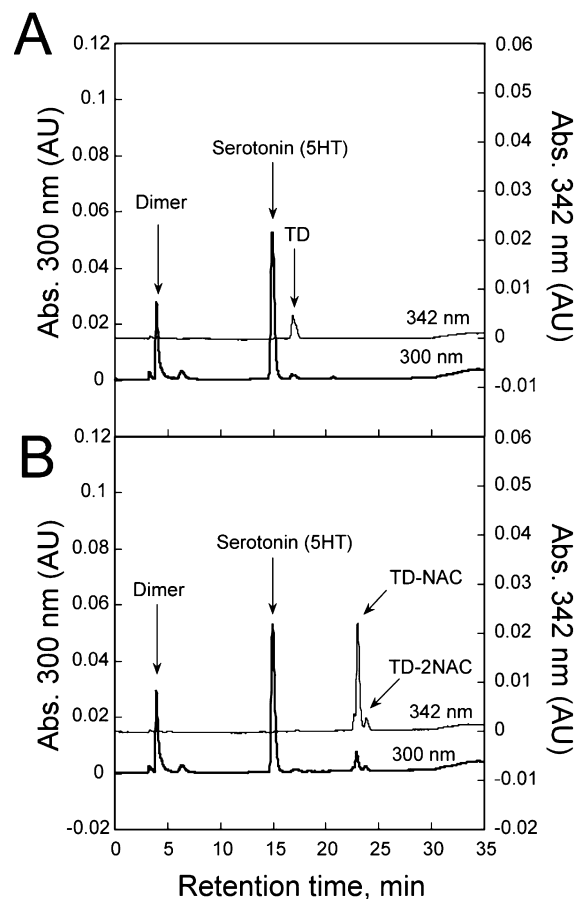 A
0.12
0.1
0.08
0.06
0.04
0.02
0
Abs. 300 nm (AU)
0.06
0.05
0.04
0.03
0.02
0.01
0
-0.01
Abs. 342 nm (AU)
Serotonin (5HT)
Dimer
TD
342 nm
300 nm
B
0.12
0.1
0.08
0.06
0.04
0.02
0
-0.02
Abs. 300 nm (AU)
0.06
0.05
0.04
0.03
0.02
0.01
0
-0.01
-0.02
Abs. 342 nm (AU)
Serotonin (5HT)
TD-NAC
Dimer
TD-2NAC
342 nm
300 nm
0 5 10 15 20 25 30 35
Retention time, min